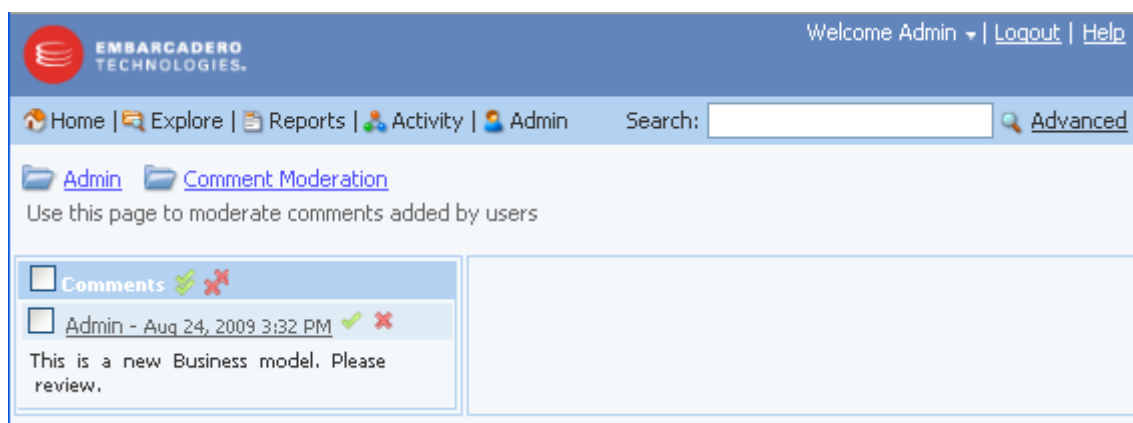 EMBARCADERO
TECHNOLOGIES.
Welcome Admin | Logout | Help
Home | Explore | Reports | Activity | Admin Search: Advanced
Admin Comment Moderation
Use this page to moderate comments added by users
Comments
Admin - Aug 24, 2009 3:32 PM
This is a new Business model. Please
review.